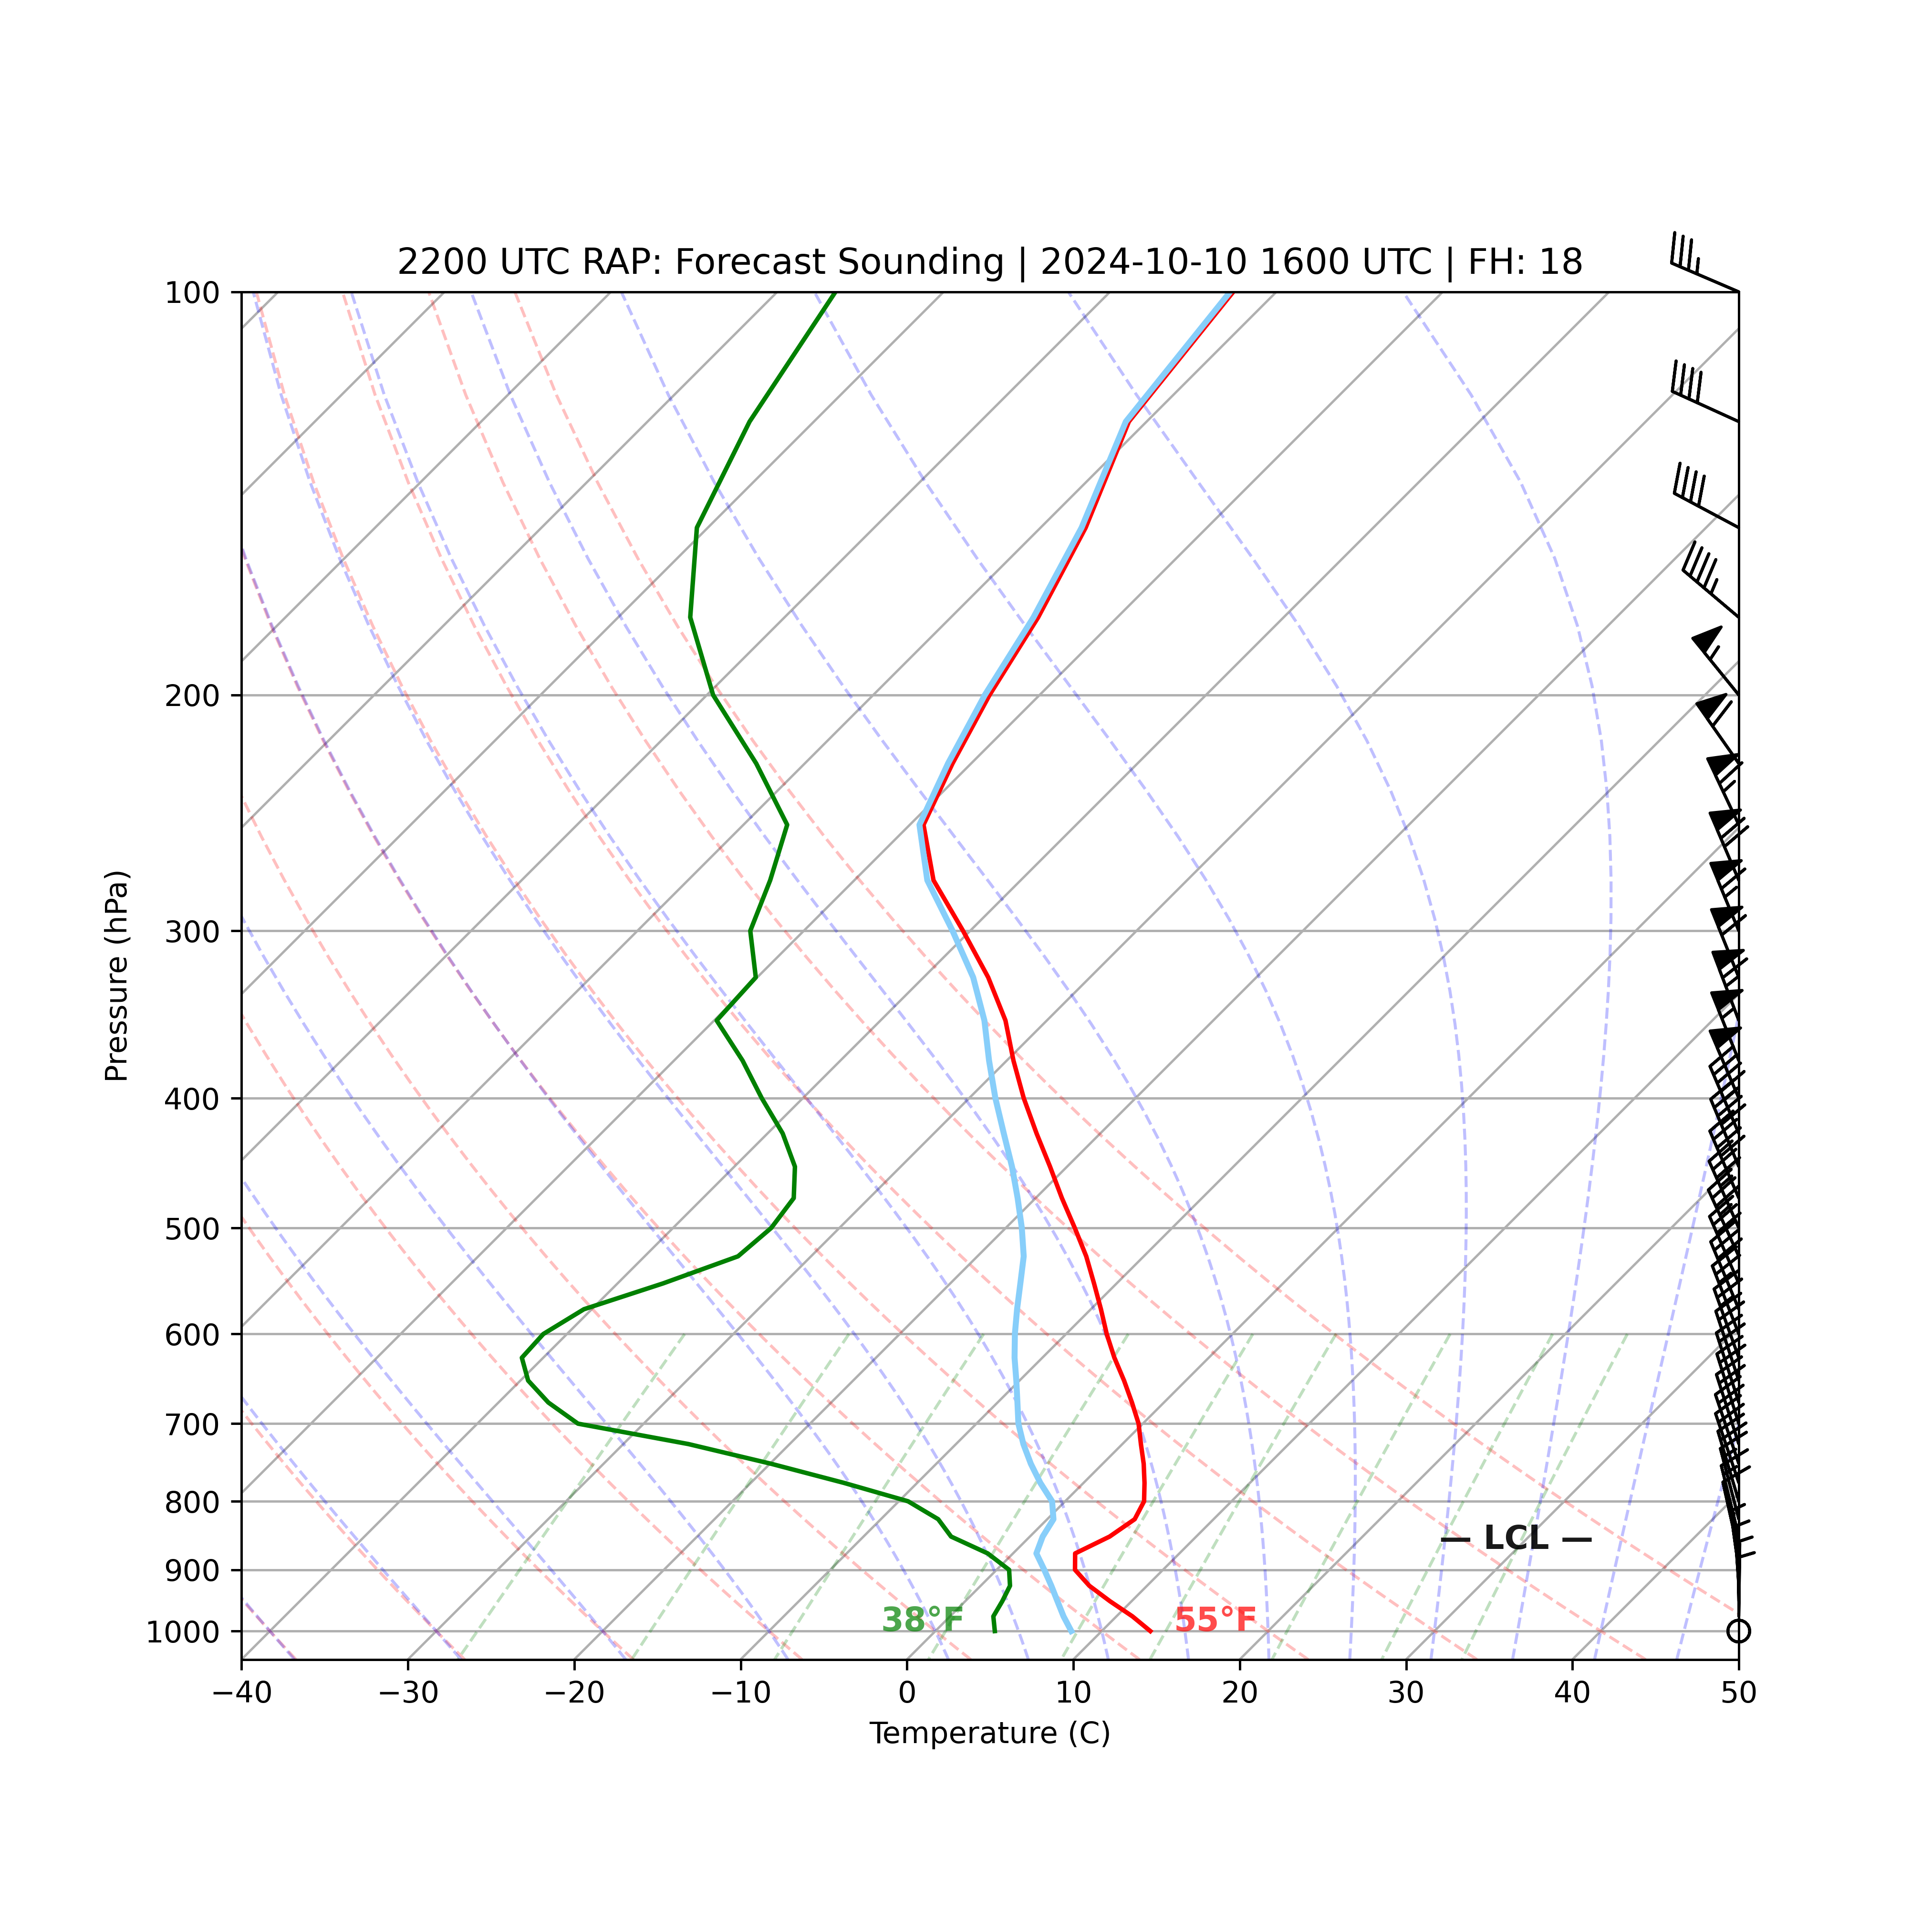 2200 UTC RAP: Forecast Sounding | 2024-10-10 1600 UTC | FH: 18
100
200
300
400
500
600
700
800
900
1000
Pressure (hPa)
— LCL —
38°F
55°F
−40 −30 −20 −10 0 10 20 30 40 50
Temperature (C)